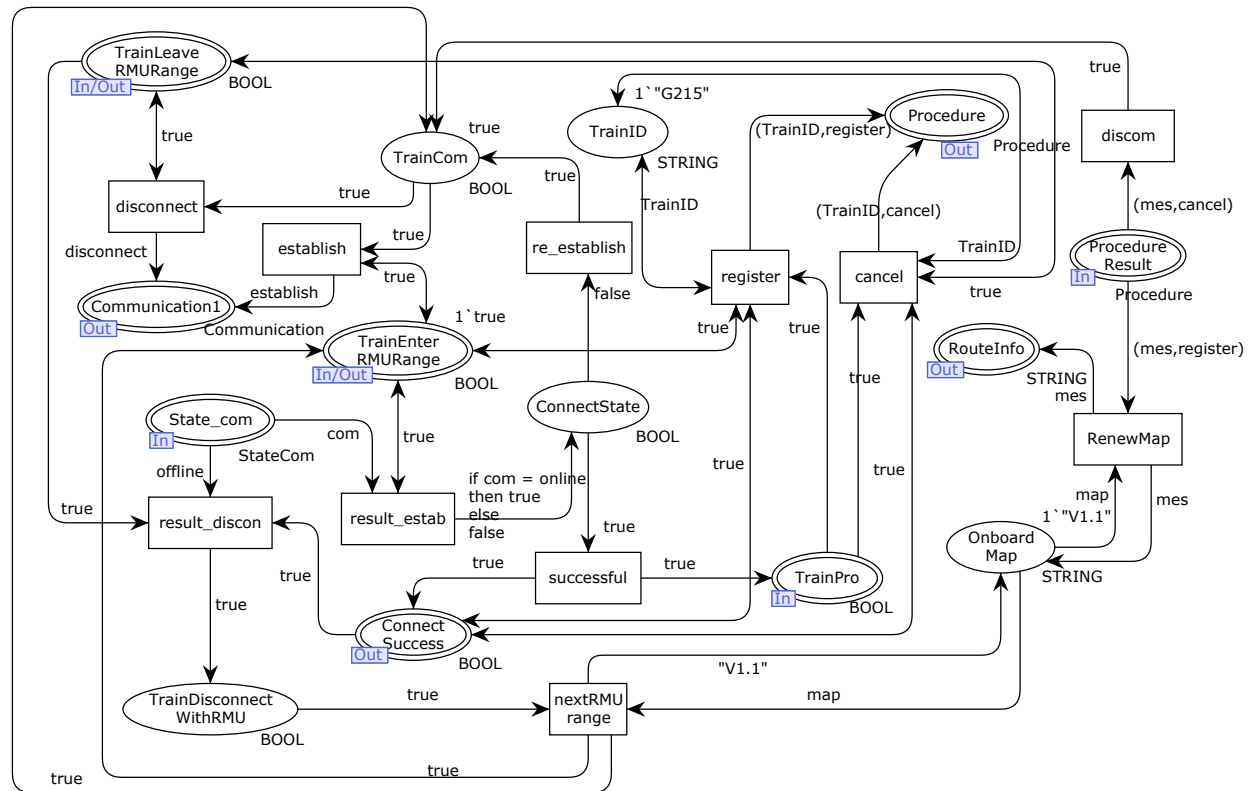 TrainLeave
RMURange
In/Out
BOOL
true
disconnect
disconnect
Communication1
Out
Communication
establish
establish
true
true
true
true
TrainCom
BOOL
true
re_establish
false
1`"G215"
TrainID
STRING
TrainID
(TrainID,register)
Procedure
Out
Procedure
(TrainID,cancel)
register
cancel
TrainID
true
true
true
true
discom
(mes,cancel)
Procedure
Result
In
Procedure
(mes,register)
1`true
TrainEnter
RMURange
In/Out
BOOL
true
RouteInfo
Out
STRING
mes
RenewMap
State_com
In
StateCom
com
offline
true
result_discon
result_estab
if com = online
then true
else
false
ConnectState
BOOL
true
true
true
true
map
1`"V1.1"
mes
Onboard
Map
STRING
successful
true
true
TrainPro
In
BOOL
true
true
Connect
Success
Out
BOOL
TrainDisconnect
WithRMU
BOOL
true
nextRMU
range
"V1.1"
map
true
true